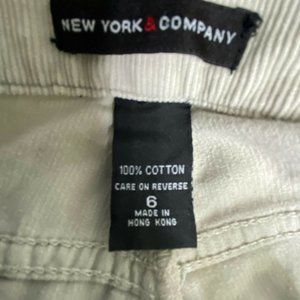 NEW YORK & COMPANY
100% COTTON
CARE ON REVERSE
6
MADE IN
HONG KONG